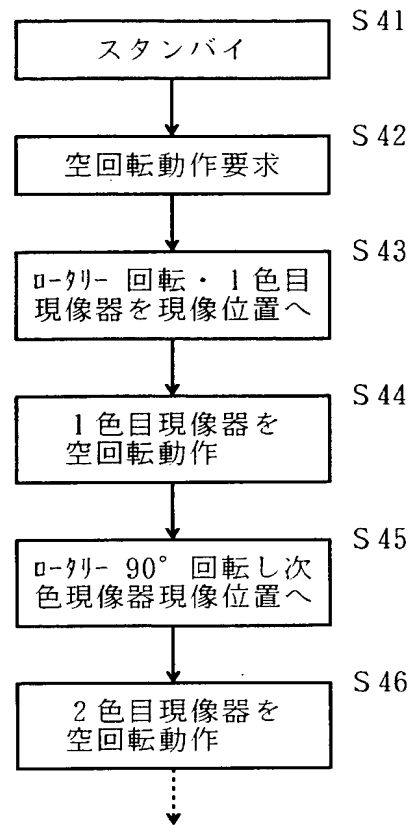 S41
スタンバイ
S42
空回転動作要求
S43
ﾛｰﾀﾘｰ 回転・1色目
現像器を現像位置へ
S44
1色目現像器を
空回転動作
S45
ﾛｰﾀﾘｰ 90° 回転し次
色現像器現像位置へ
S46
2色目現像器を
空回転動作